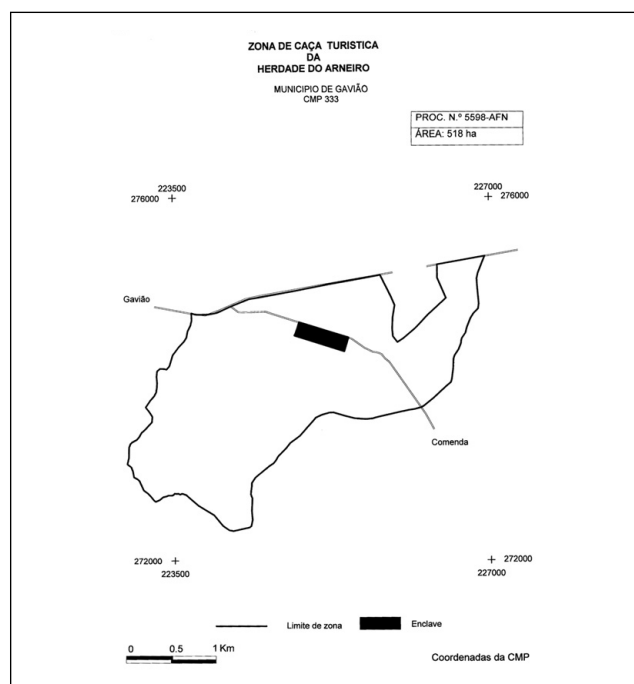 ZONA DE CAÇA TURISTICA
DA
HERDADE DO ARNEIRO
MUNICIPIO DE GAVIÃO
CMP 333
PROC. N.º 5598-AFN
ÁREA: 518 ha
223500
276000
227000
276000
Gavião
Comenda
272000
223500
272000
227000
Limite de zona
Enclave
0 0.5 1 Km
Coordenadas da CMP